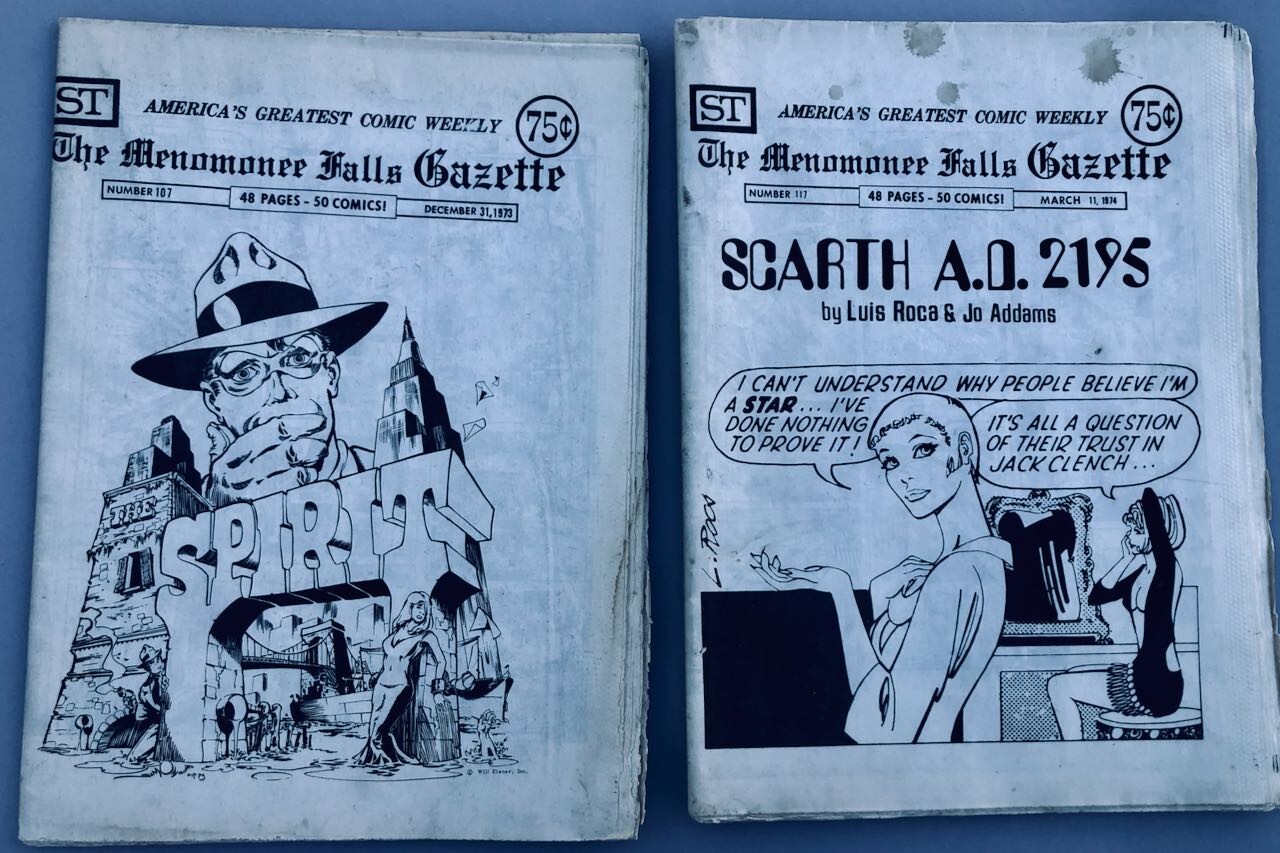 ST
AMERICA'S GREATEST COMIC WEEKLY
75¢
The Menomonee Falls Gazette
NUMBER 107
48 PAGES - 50 COMICS!
DECEMBER 31, 1973
THE
SPIRIT
© Will Eisner, Inc.
ST
AMERICA'S GREATEST COMIC WEEKLY
75¢
The Menomonee Falls Gazette
NUMBER 117
48 PAGES - 50 COMICS!
MARCH 11, 1974
SCARTH A.D. 2195
by Luis Roca & Jo Addams
I CAN'T UNDERSTAND WHY PEOPLE BELIEVE I'M
A STAR... I'VE
DONE NOTHING
TO PROVE IT!
IT'S ALL A QUESTION
OF THEIR TRUST IN
JACK CLENCH...
L. ROCA